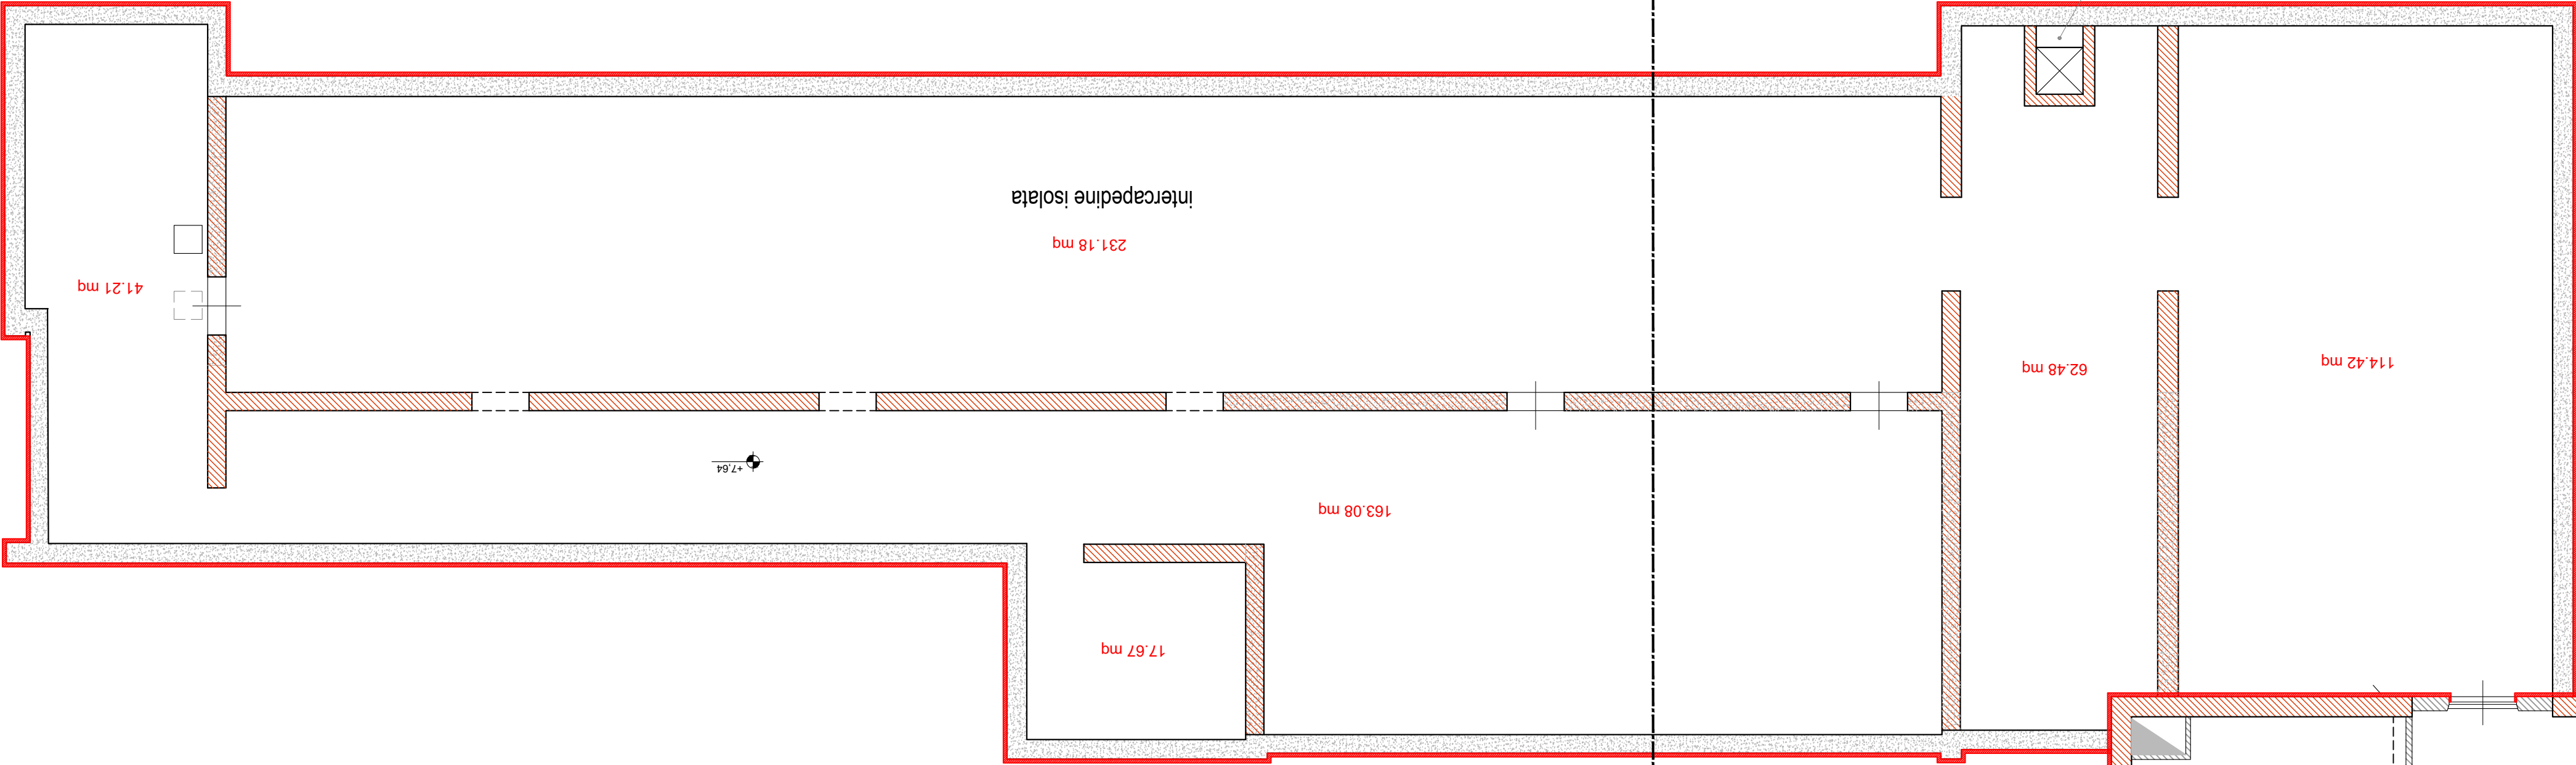 intercapedine isolata
231.18 mq
41.21 mq
62.48 mq
114.42 mq
+7,64
163.08 mq
17.67 mq